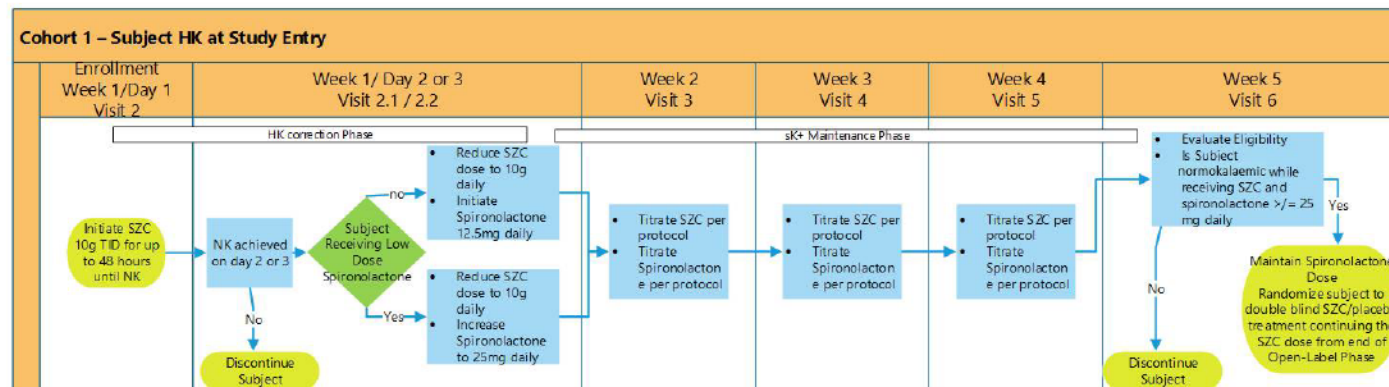 Cohort 1 – Subject HK at Study Entry
Enrollment
Week 1/Day 1
Visit 2
Week 1/ Day 2 or 3
Visit 2.1 / 2.2
Week 2
Visit 3
Week 3
Visit 4
Week 4
Visit 5
Week 5
Visit 6
HK correction Phase
sK+ Maintenance Phase
Initiate SZC
10g TID for up
to 48 hours
until NK
NK achieved
on day 2 or 3
No
Discontinue
Subject
Subject
Receiving Low
Dose
Spironolactone
no
• Reduce SZC
dose to 10g
daily
• Initiate
Spironolactone
12.5mg daily
Yes
• Reduce SZC
dose to 10g
daily
• Increase
Spironolactone
to 25mg daily
• Titrate SZC per
protocol
• Titrate
Spironolacton
e per protocol
• Titrate SZC per
protocol
• Titrate
Spironolacton
e per protocol
• Titrate SZC per
protocol
• Titrate
Spironolacton
e per protocol
• Evaluate Eligibility
• Is Subject
normokalaemic while
receiving SZC and
spironolactone >/= 25
mg daily
No
Discontinue
Subject
Yes
Maintain Spironolactone
Dose
Randomize subject to
double blind SZC/placeb
treatment continuing the
SZC dose from end of
Open-Label Phase